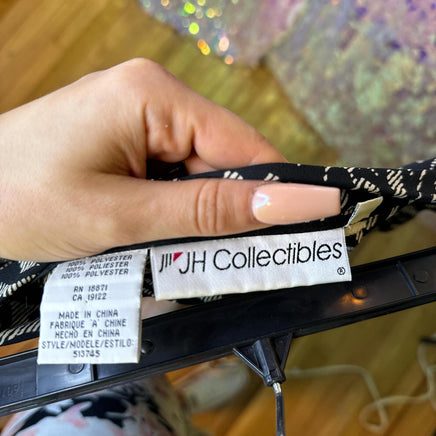 JH Collectibles
®
100% POLYESTER
100% POLIESTER
100% POLYESTER
RN 18871
CA 19122
MADE IN CHINA
FABRIQUE 'A' CHINE
HECHO EN CHINA
STYLE/MODELE/ESTILO:
513745